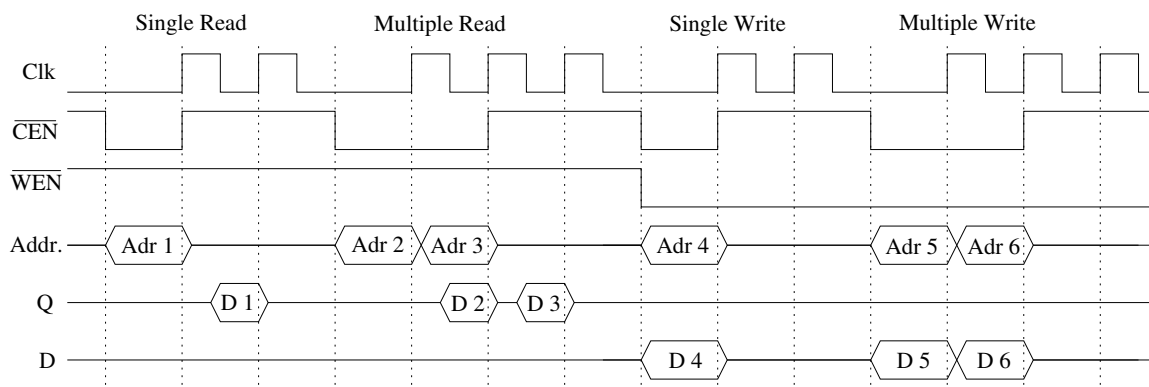 Single Read Multiple Read Single Write Multiple Write
Clk
CEN
WEN
Addr. Adr 1 Adr 2 Adr 3 Adr 4 Adr 5 Adr 6
Q D 1 D 2 D 3
D D 4 D 5 D 6